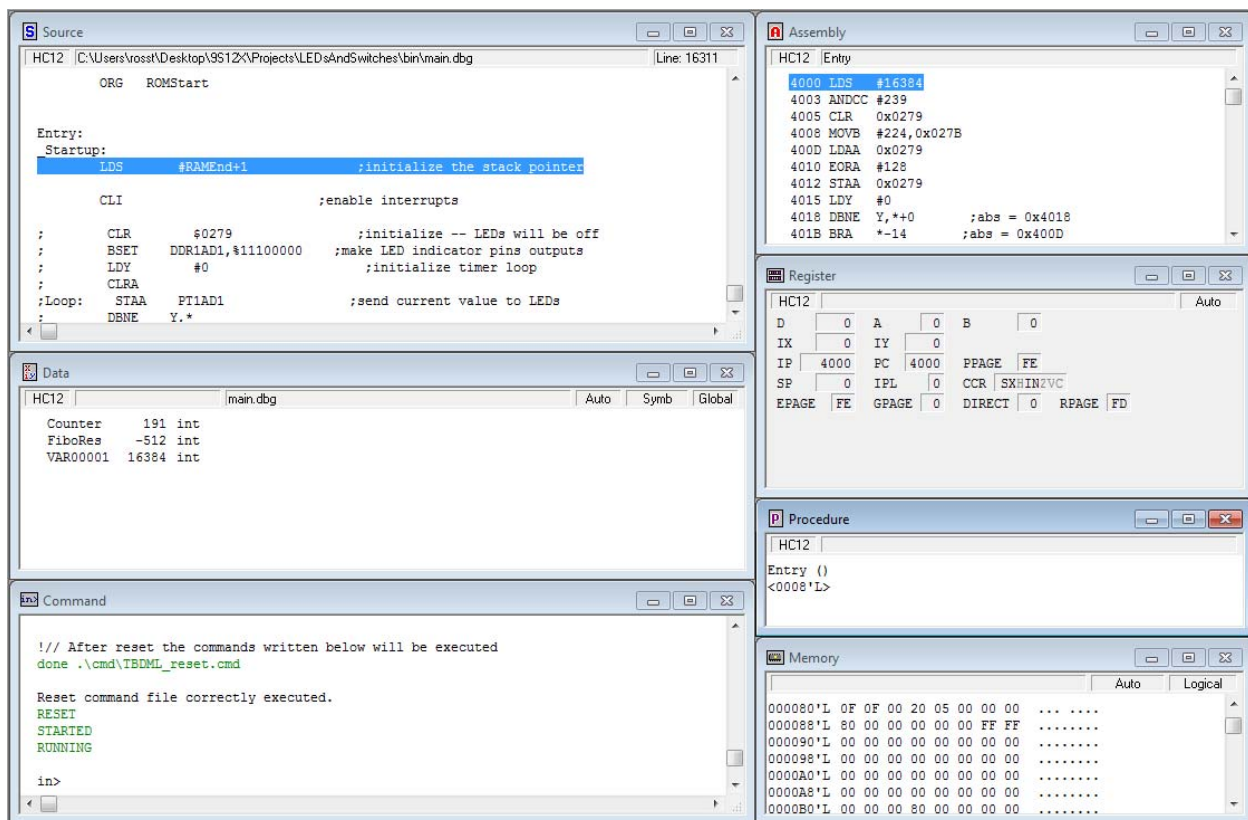 Source
HC12 C:\Users\rosst\Desktop\9S12X\Projects\LEDsAndSwitches\bin\main.dbg Line: 16311
ORG ROMStart
Entry:
_Startup:
LDS #RAMEnd+1 ;initialize the stack pointer
CLI ;enable interrupts
; CLR $0279 ;initialize -- LEDs will be off
; BSET DDR1AD1,%11100000 ;make LED indicator pins outputs
; LDY #0 ;initialize timer loop
; CLRA
;Loop: STAA PT1AD1 ;send current value to LEDs
; DBNE Y,*
Data
HC12 main.dbg Auto Symb Global
Counter 191 int
FiboRes -512 int
VAR00001 16384 int
Command
!// After reset the commands written below will be executed
done .\cmd\TBDML_reset.cmd
Reset command file correctly executed.
RESET
STARTED
RUNNING
in>
Assembly
HC12 Entry
4000 LDS #16384
4003 ANDCC #239
4005 CLR 0x0279
4008 MOVB #224,0x027B
400D LDAA 0x0279
4010 EORA #128
4012 STAA 0x0279
4015 LDY #0
4018 DBNE Y,*+0 ;abs = 0x4018
401B BRA *-14 ;abs = 0x400D
Register
HC12 Auto
D 0 A 0 B 0
IX 0 IY 0
IP 4000 PC 4000 PPAGE FE
SP 0 IPL 0 CCR SXHINZVC
EPAGE FE GPAGE 0 DIRECT 0 RPAGE FD
Procedure
HC12
Entry ()
<0008'L>
Memory
Auto Logical
000080'L 0F 0F 00 20 05 00 00 00 ... ....
000088'L 80 00 00 00 00 00 FF FF ........
000090'L 00 00 00 00 00 00 00 00 ........
000098'L 00 00 00 00 00 00 00 00 ........
0000A0'L 00 00 00 00 00 00 00 00 ........
0000A8'L 00 00 00 00 00 00 00 00 ........
0000B0'L 00 00 00 80 00 00 00 00 ........